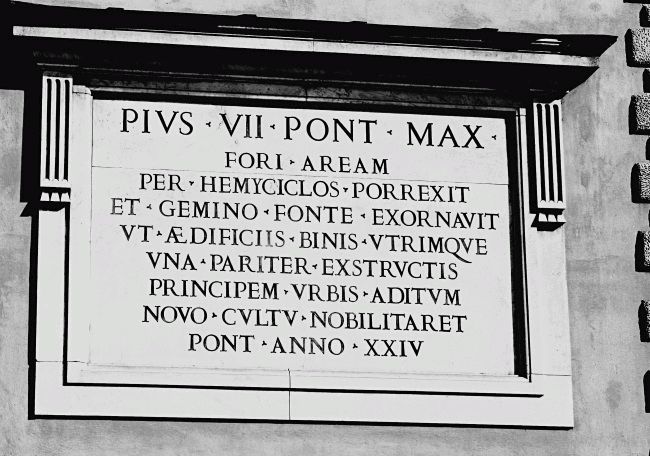 PIVS · VII · PONT · MAX ·
FORI · AREAM
PER · HEMYCICLOS · PORREXIT
ET · GEMINO · FONTE · EXORNAVIT
VT · ÆDIFICIIS · BINIS · VTRIMQVE
VNA · PARITER · EXSTRVCTIS
PRINCIPEM · VRBIS · ADITVM
NOVO · CVLTV · NOBILITARET
PONT · ANNO · XXIV